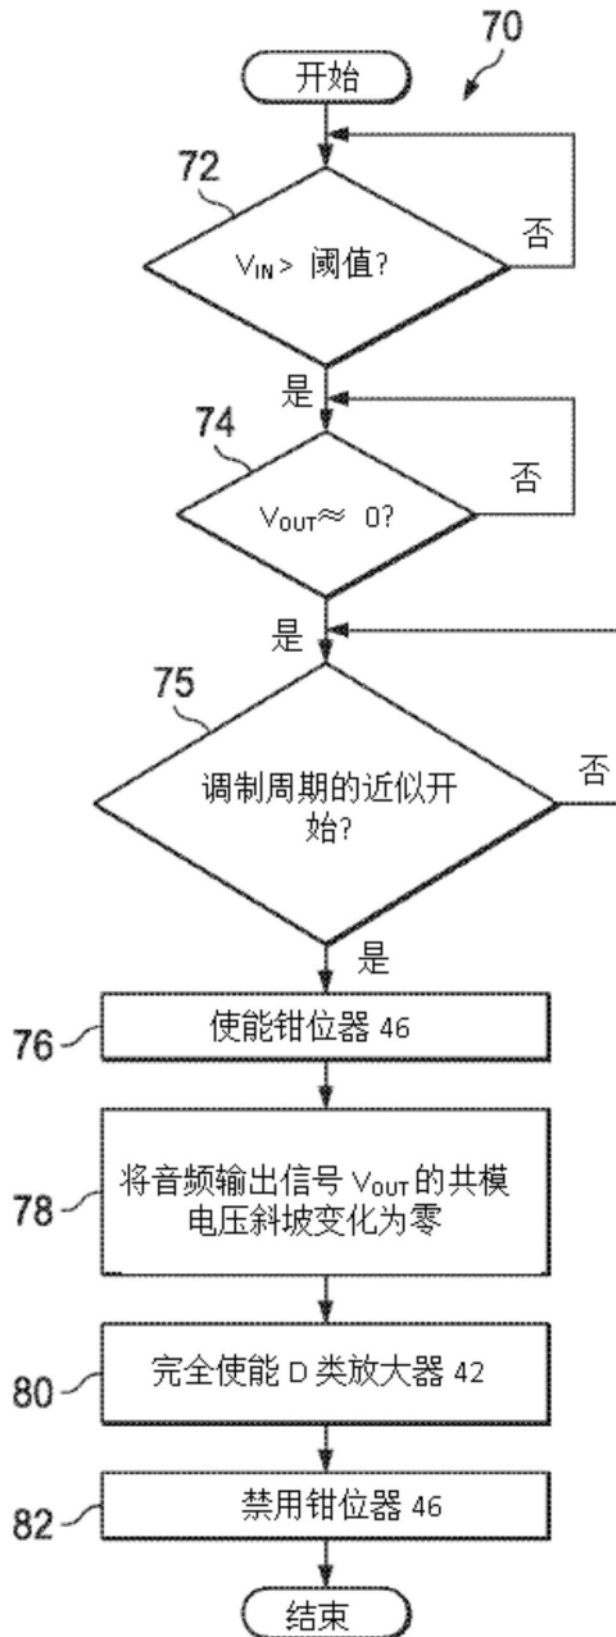 70
开始
72
否
VIN> 阈值?
是
74
否
VOUT≈ 0?
是
75
否
调制周期的近似开
始?
是
76
使能钳位器 46
将音频输出信号 VOUT 的共模
78
电压斜坡变化为零
80
完全使能 D 类放大器 42
82
禁用钳位器 46
结束